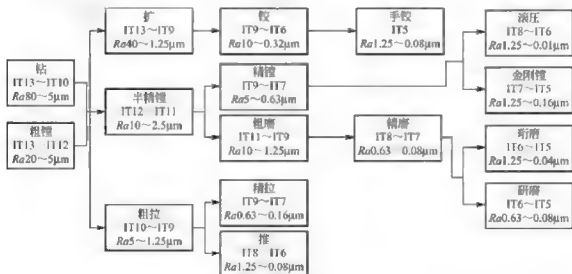 钻
IT13～IT10
Ra80～5μm
粗镗
IT13 IT12
Ra20～5μm
扩
IT13～IT9
Ra40～1.25μm
半精镗
IT12 IT11
Ra10～2.5μm
粗拉
IT10～IT9
Ra5～1.25μm
铰
IT9～IT6
Ra10～0.32μm
精镗
IT9～IT7
Ra5～0.63μm
粗磨
IT11～IT9
Ra10～1.25μm
精拉
IT9～IT7
Ra0.63～0.16μm
推
IT8 IT6
Ra1.25～0.08μm
手铰
IT5
Ra1.25～0.08μm
精磨
IT8～IT7
Ra0.63 0.08μm
滚压
IT8～IT6
Ra1.25～0.01μm
金刚镗
IT7～IT5
Ra1.25～0.16μm
珩磨
IT6～IT5
Ra1.25～0.04μm
研磨
IT6～IT5
Ra0.63～0.08μm